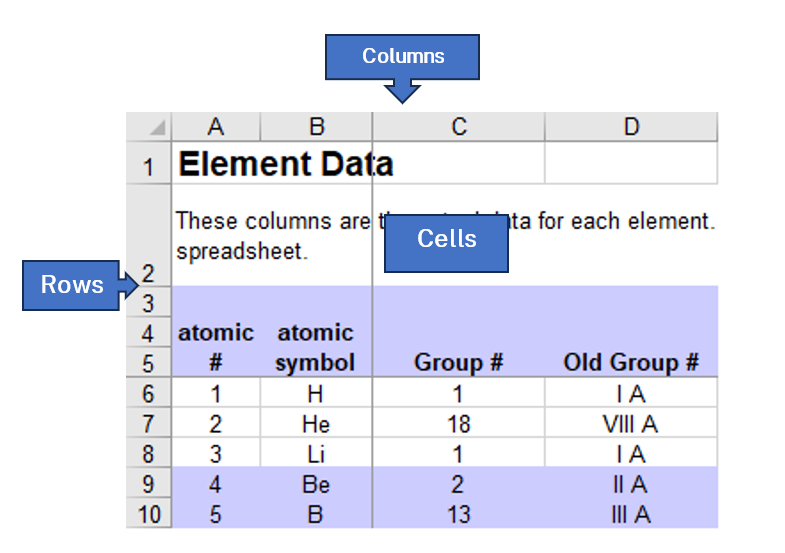 Columns
A B C D
1 Element Data
These columns are ta for each element.
Cells
spreadsheet.
2
Rows
3
4 atomic atomic
5 # symbol Group # Old Group #
6 1 H 1 I A
7 2 He 18 VIII A
8 3 Li 1 I A
9 4 Be 2 II A
10 5 B 13 III A